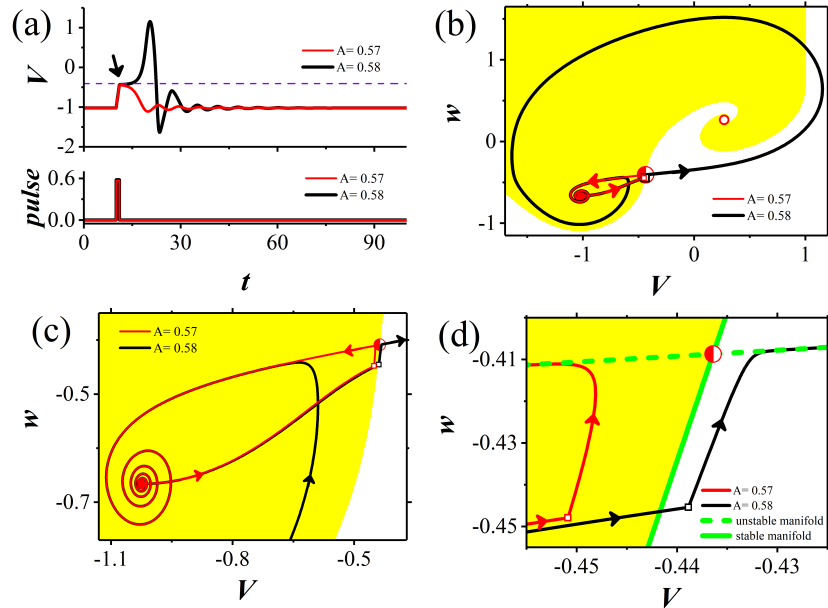 (a)
V
1
0
-1
-2
A= 0.57
A= 0.58
pulse
0.6
0.0
A= 0.57
A= 0.58
0 30 60 90
t
(b)
w
1
0
-1
A= 0.57
A= 0.58
-1 0 1
V
(c)
w
-0.5
-0.7
A= 0.57
A= 0.58
-1.1 -0.8 -0.5
V
(d)
w
-0.41
-0.43
-0.45
A= 0.57
A= 0.58
unstable manifold
stable manifold
-0.45 -0.44 -0.43
V